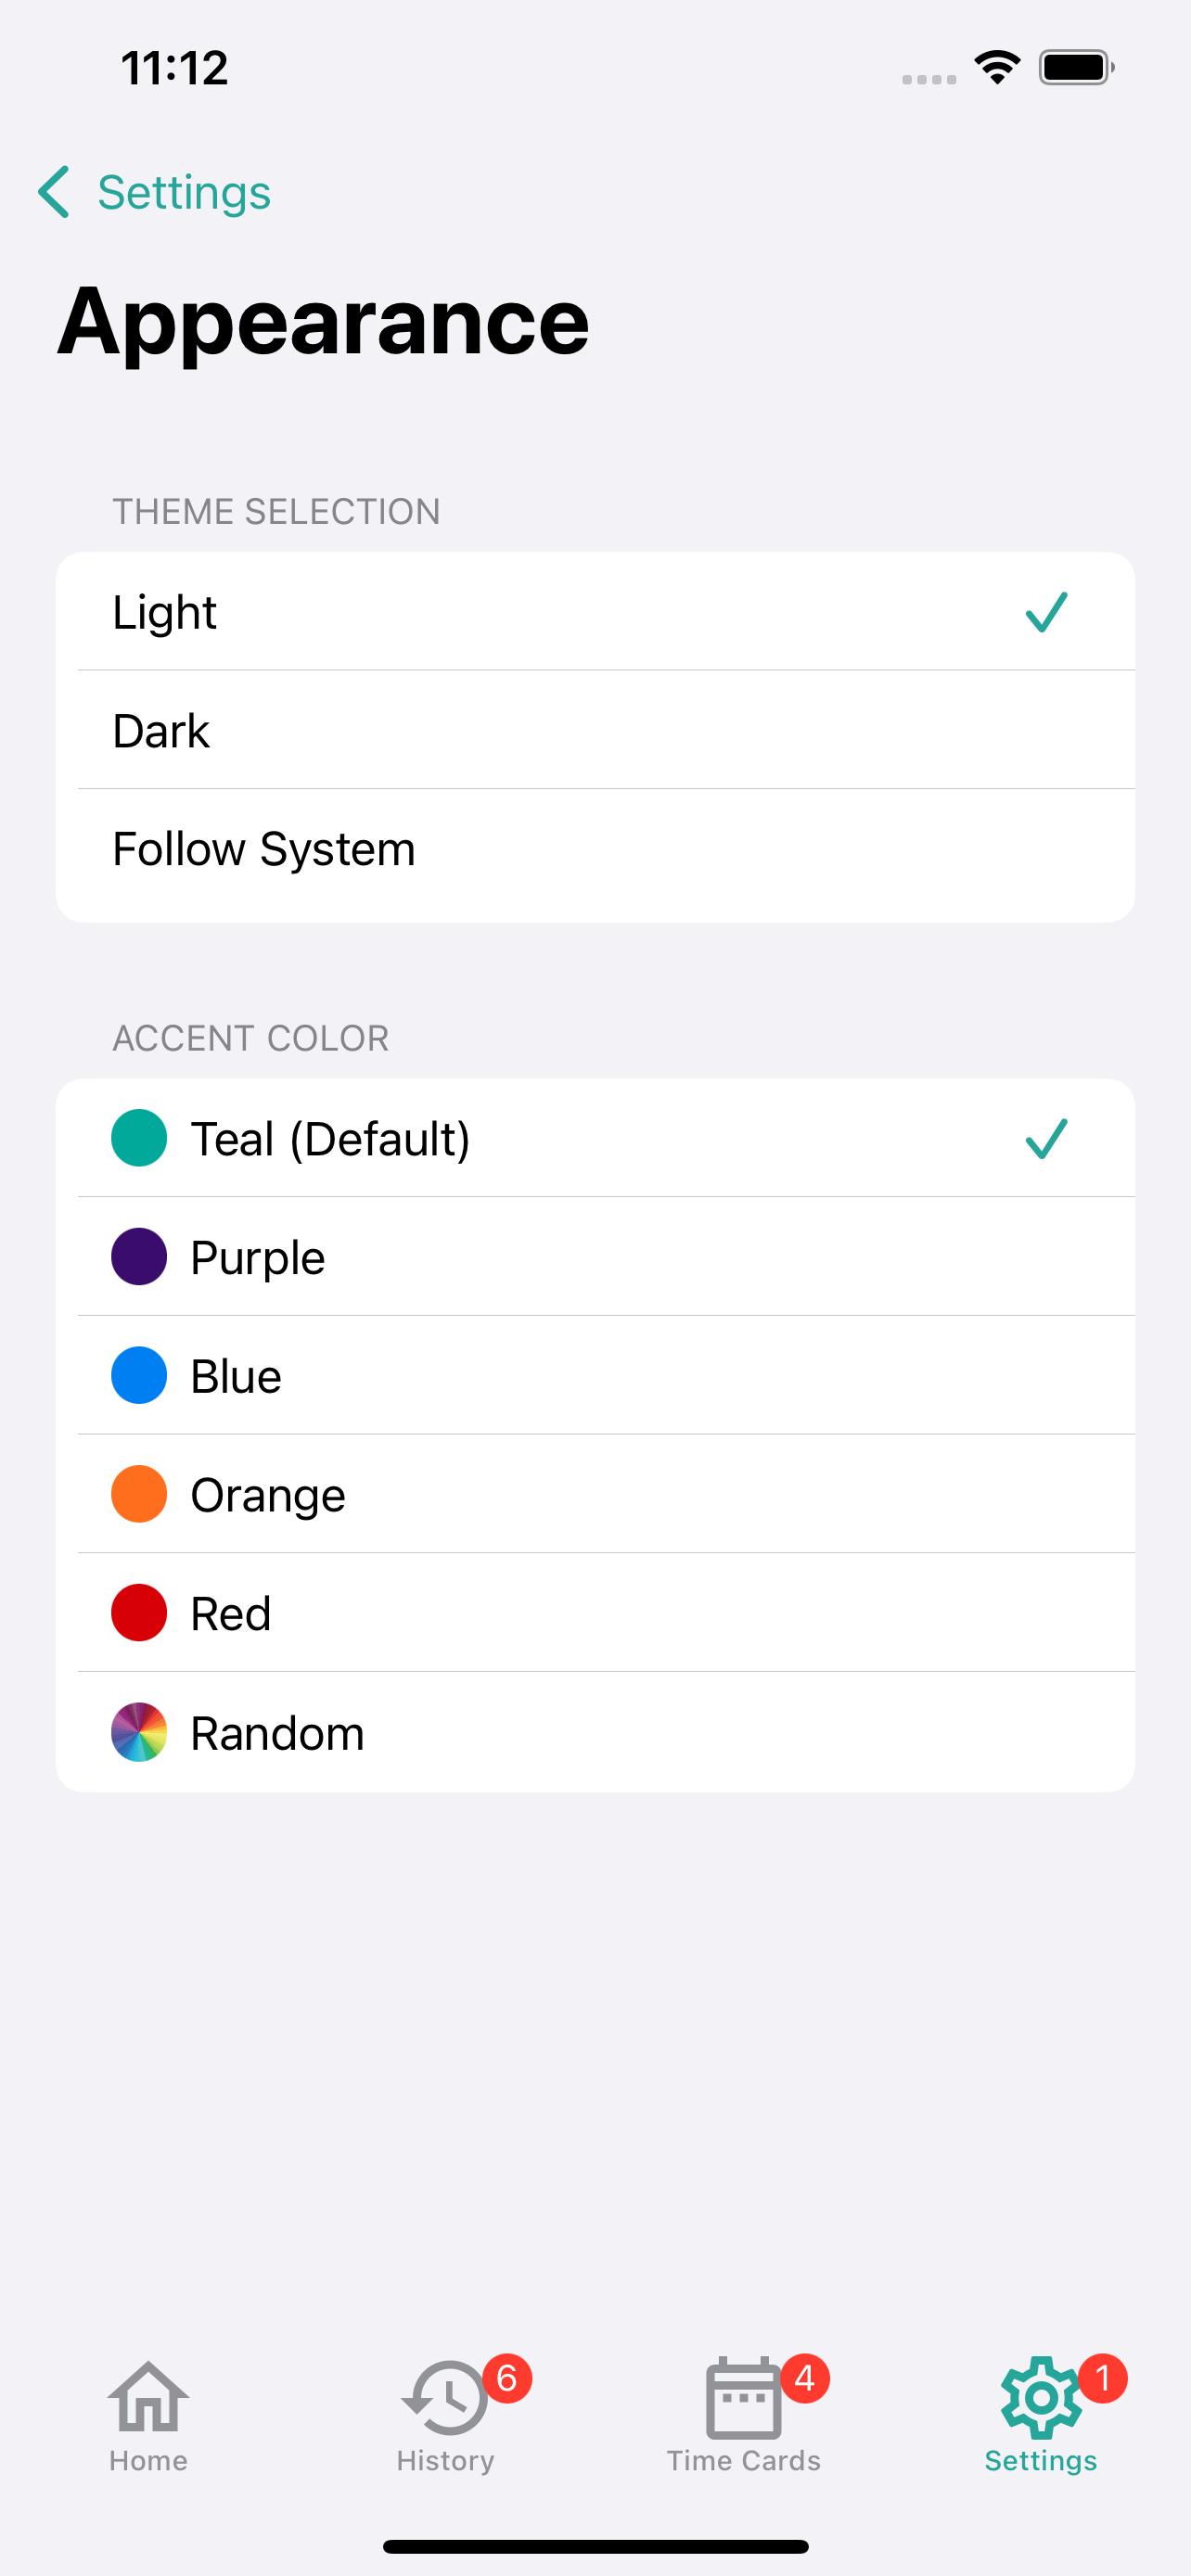 11:12
Settings
Appearance
THEME SELECTION
Light
Dark
Follow System
ACCENT COLOR
Teal (Default)
Purple
Blue
Orange
Red
Random
6
4
1
Home
History
Time Cards
Settings